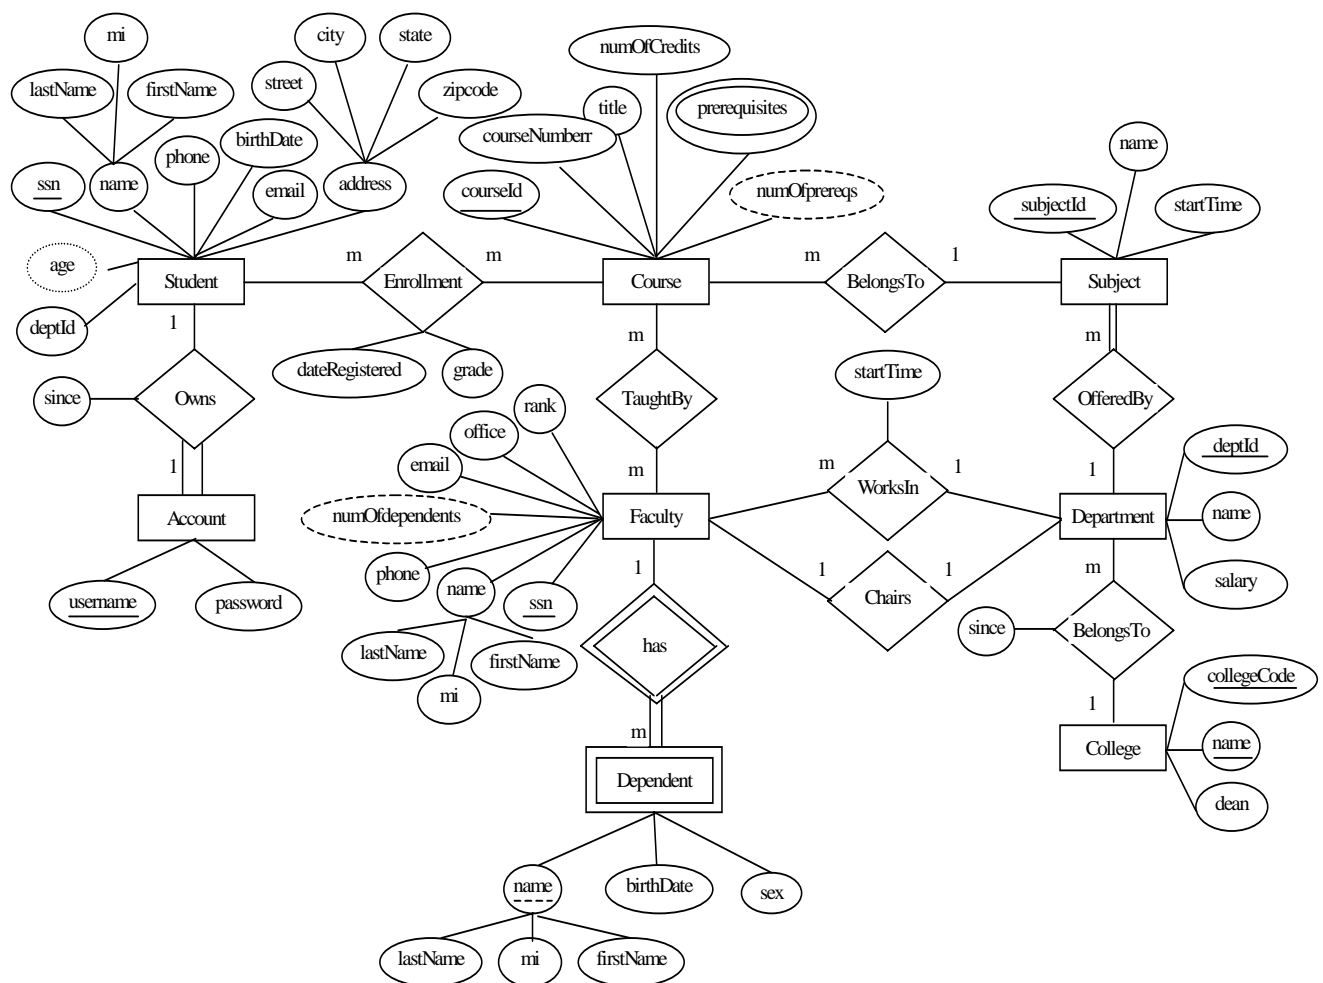 mi
city
state
numOfCredits
lastName
firstName
street
zipcode
title
prerequisites
courseNumberr
birthDate
phone
name
ssn
name
email
address
courseId
numOfprereqs
subjectId
startTime
age
Student
m
Enrollment
m
Course
m
BelongsTo
1
Subject
deptId
1
dateRegistered
grade
m
startTime
m
since
Owns
rank
TaughtBy
OfferedBy
office
email
deptId
1
m
m
1
1
numOfdependents
Account
Faculty
WorksIn
Department
name
phone
name
1
1
Chairs
1
m
salary
username
password
ssn
since
BelongsTo
lastName
firstName
has
mi
collegeCode
1
m
College
name
Dependent
dean
name
birthDate
sex
lastName
mi
firstName